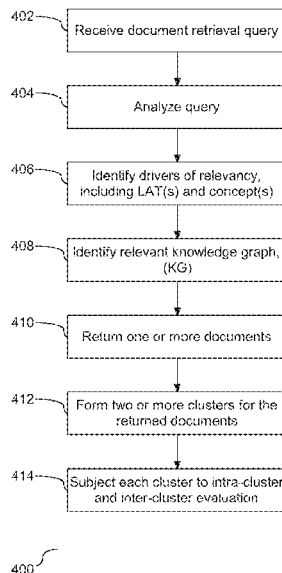 402
Receive document retrieval query
404
Analyze query
406
Identify drivers of relevancy,
including LAT(s) and concept(s)
408
Identify relevant knowledge graph,
(KG)
410
Return one or more documents
412
Form two or more clusters for the
returned documents
414
Subject each cluster to intra-cluster
and inter-cluster evaluation
400